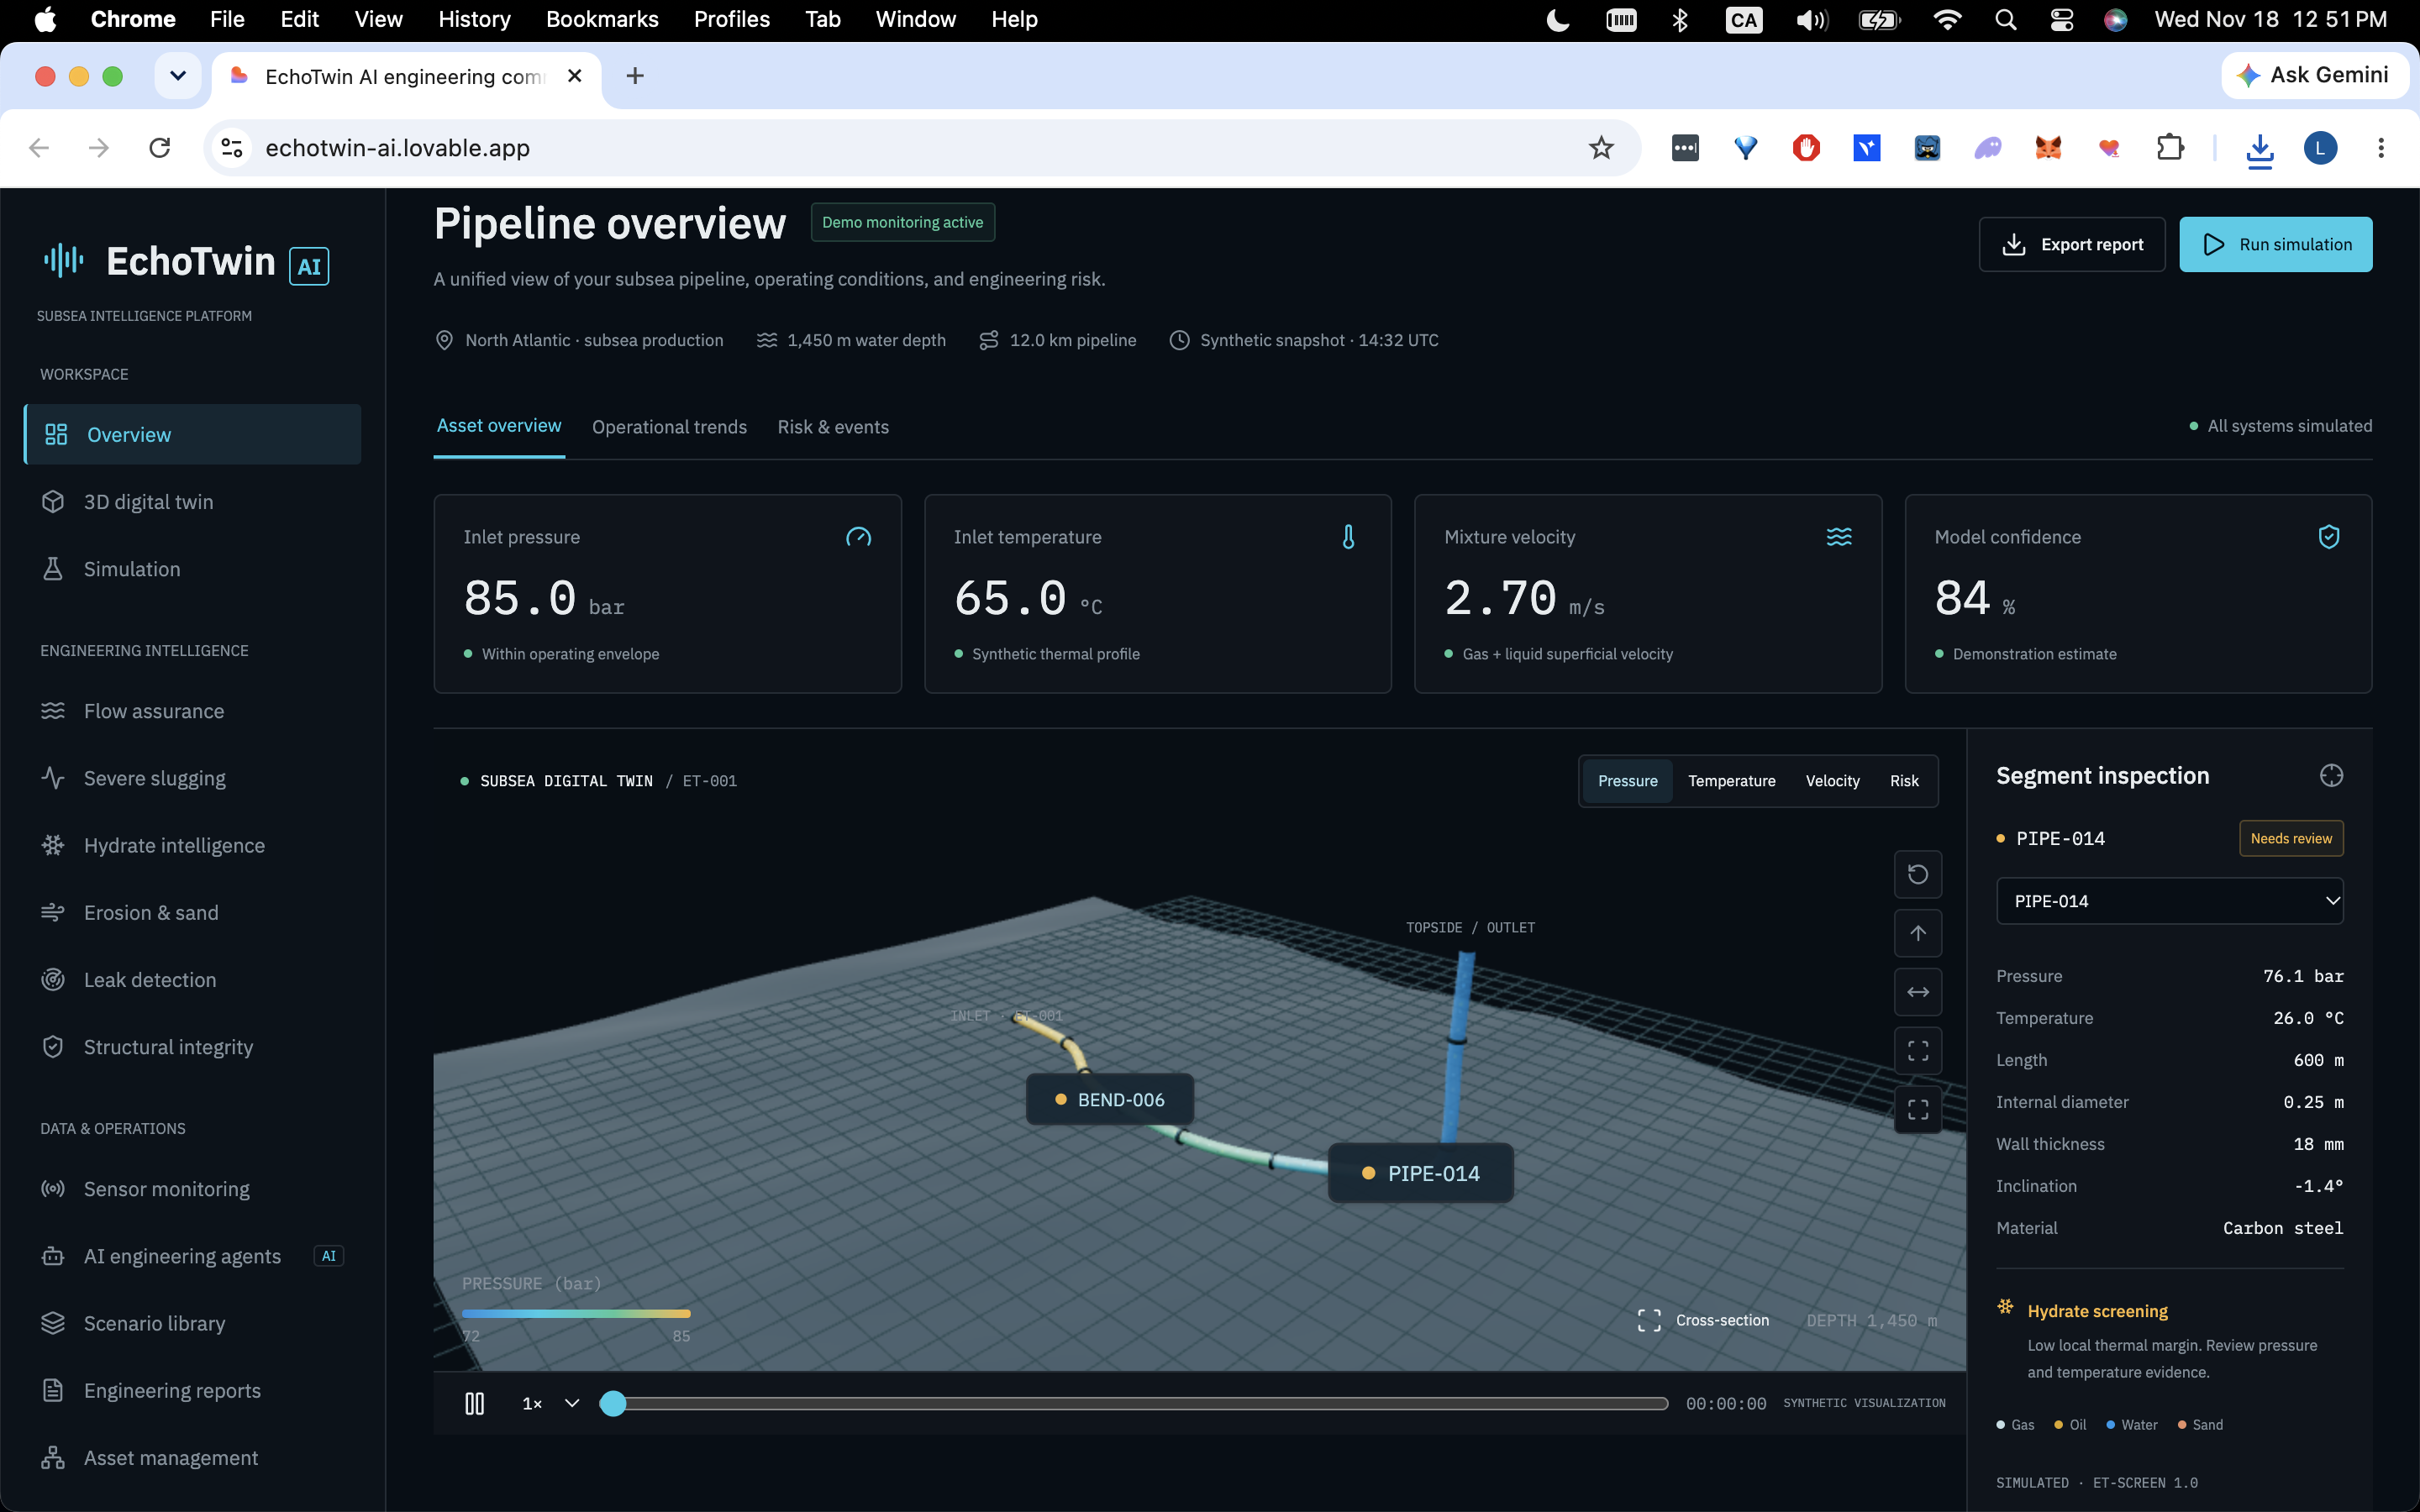 Chrome File Edit View History Bookmarks Profiles Tab Window Help CA Wed Nov 18 12 51 PM
EchoTwin AI engineering com
Ask Gemini
echotwin-ai.lovable.app
L
EchoTwin AI
SUBSEA INTELLIGENCE PLATFORM
WORKSPACE
Overview
3D digital twin
Simulation
ENGINEERING INTELLIGENCE
Flow assurance
Severe slugging
Hydrate intelligence
Erosion & sand
Leak detection
Structural integrity
DATA & OPERATIONS
Sensor monitoring
AI engineering agents AI
Scenario library
Engineering reports
Asset management
Pipeline overview Demo monitoring active
Export report Run simulation
A unified view of your subsea pipeline, operating conditions, and engineering risk.
North Atlantic · subsea production 1,450 m water depth 12.0 km pipeline Synthetic snapshot · 14:32 UTC
Asset overview Operational trends Risk & events All systems simulated
Inlet pressure
85.0 bar
Within operating envelope
Inlet temperature
65.0 °C
Synthetic thermal profile
Mixture velocity
2.70 m/s
Gas + liquid superficial velocity
Model confidence
84 %
Demonstration estimate
SUBSEA DIGITAL TWIN / ET-001
Pressure Temperature Velocity Risk
TOPSIDE / OUTLET
INLET · ET-001
BEND-006
PIPE-014
PRESSURE (bar)
72 85
Cross-section DEPTH 1,450 m
1× 00:00:00 SYNTHETIC VISUALIZATION
Segment inspection
PIPE-014 Needs review
PIPE-014
Pressure 76.1 bar
Temperature 26.0 °C
Length 600 m
Internal diameter 0.25 m
Wall thickness 18 mm
Inclination -1.4°
Material Carbon steel
Hydrate screening
Low local thermal margin. Review pressure
and temperature evidence.
Gas Oil Water Sand
SIMULATED · ET-SCREEN 1.0